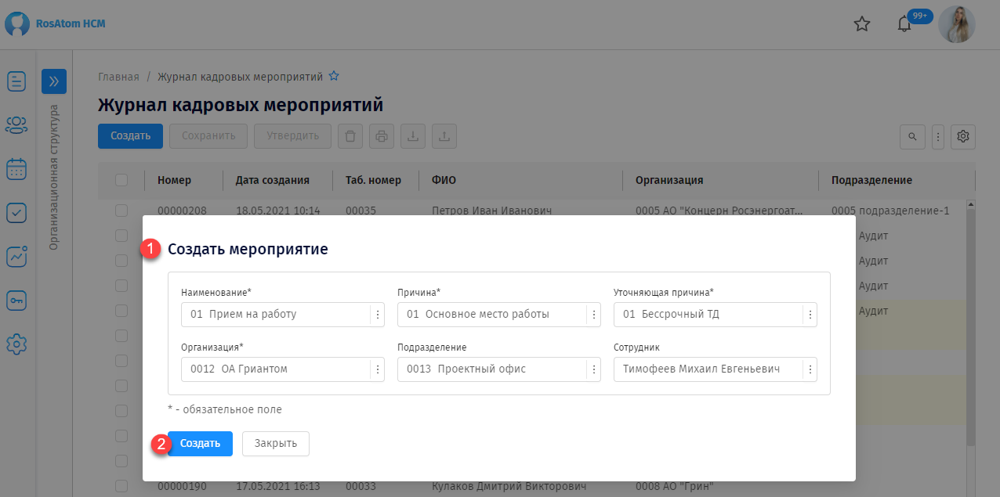 RosAtom HCM
99+
Главная / Журнал кадровых мероприятий
Журнал кадровых мероприятий
Организационная структура
Создать Сохранить Утвердить
Номер Дата создания Таб. номер ФИО Организация Подразделение
00000208 18.05.2021 10:14 00035 Петров Иван Иванович 0005 АО "Концерн Росэнергоат... 0005 подразделение-1
Аудит
Аудит
Аудит
Аудит
1 Создать мероприятие
Наименование* Причина* Уточняющая причина*
01 Прием на работу 01 Основное место работы 01 Бессрочный ТД
Организация* Подразделение Сотрудник
0012 ОА Гриантом 0013 Проектный офис Тимофеев Михаил Евгеньевич
* - обязательное поле
2 Создать Закрыть
00000190 17.05.2021 16:13 00033 Кулаков Дмитрий Викторович 0008 АО "Грин"